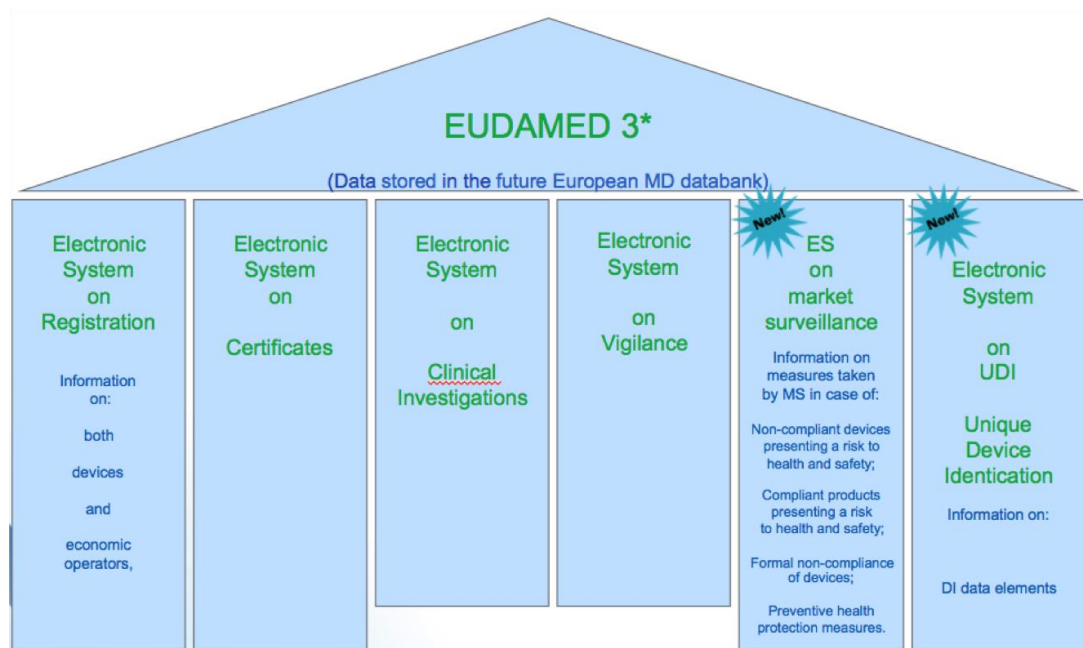 EUDAMED 3*
(Data stored in the future European MD databank)
Electronic
System
on
Registration
Information
on:
both
devices
and
economic
operators,
Electronic
System
on
Certificates
Electronic
System
on
Clinical
Investigations
Electronic
System
on
Vigilance
New!
ES
on
market
surveillance
Information on
measures taken
by MS in case of:
Non-compliant devices
presenting a risk to
health and safety;
Compliant products
presenting a risk
to health and safety;
Formal non-compliance
of devices;
Preventive health
protection measures.
New!
Electronic
System
on
UDI
Unique
Device
Identication
Information on:
DI data elements